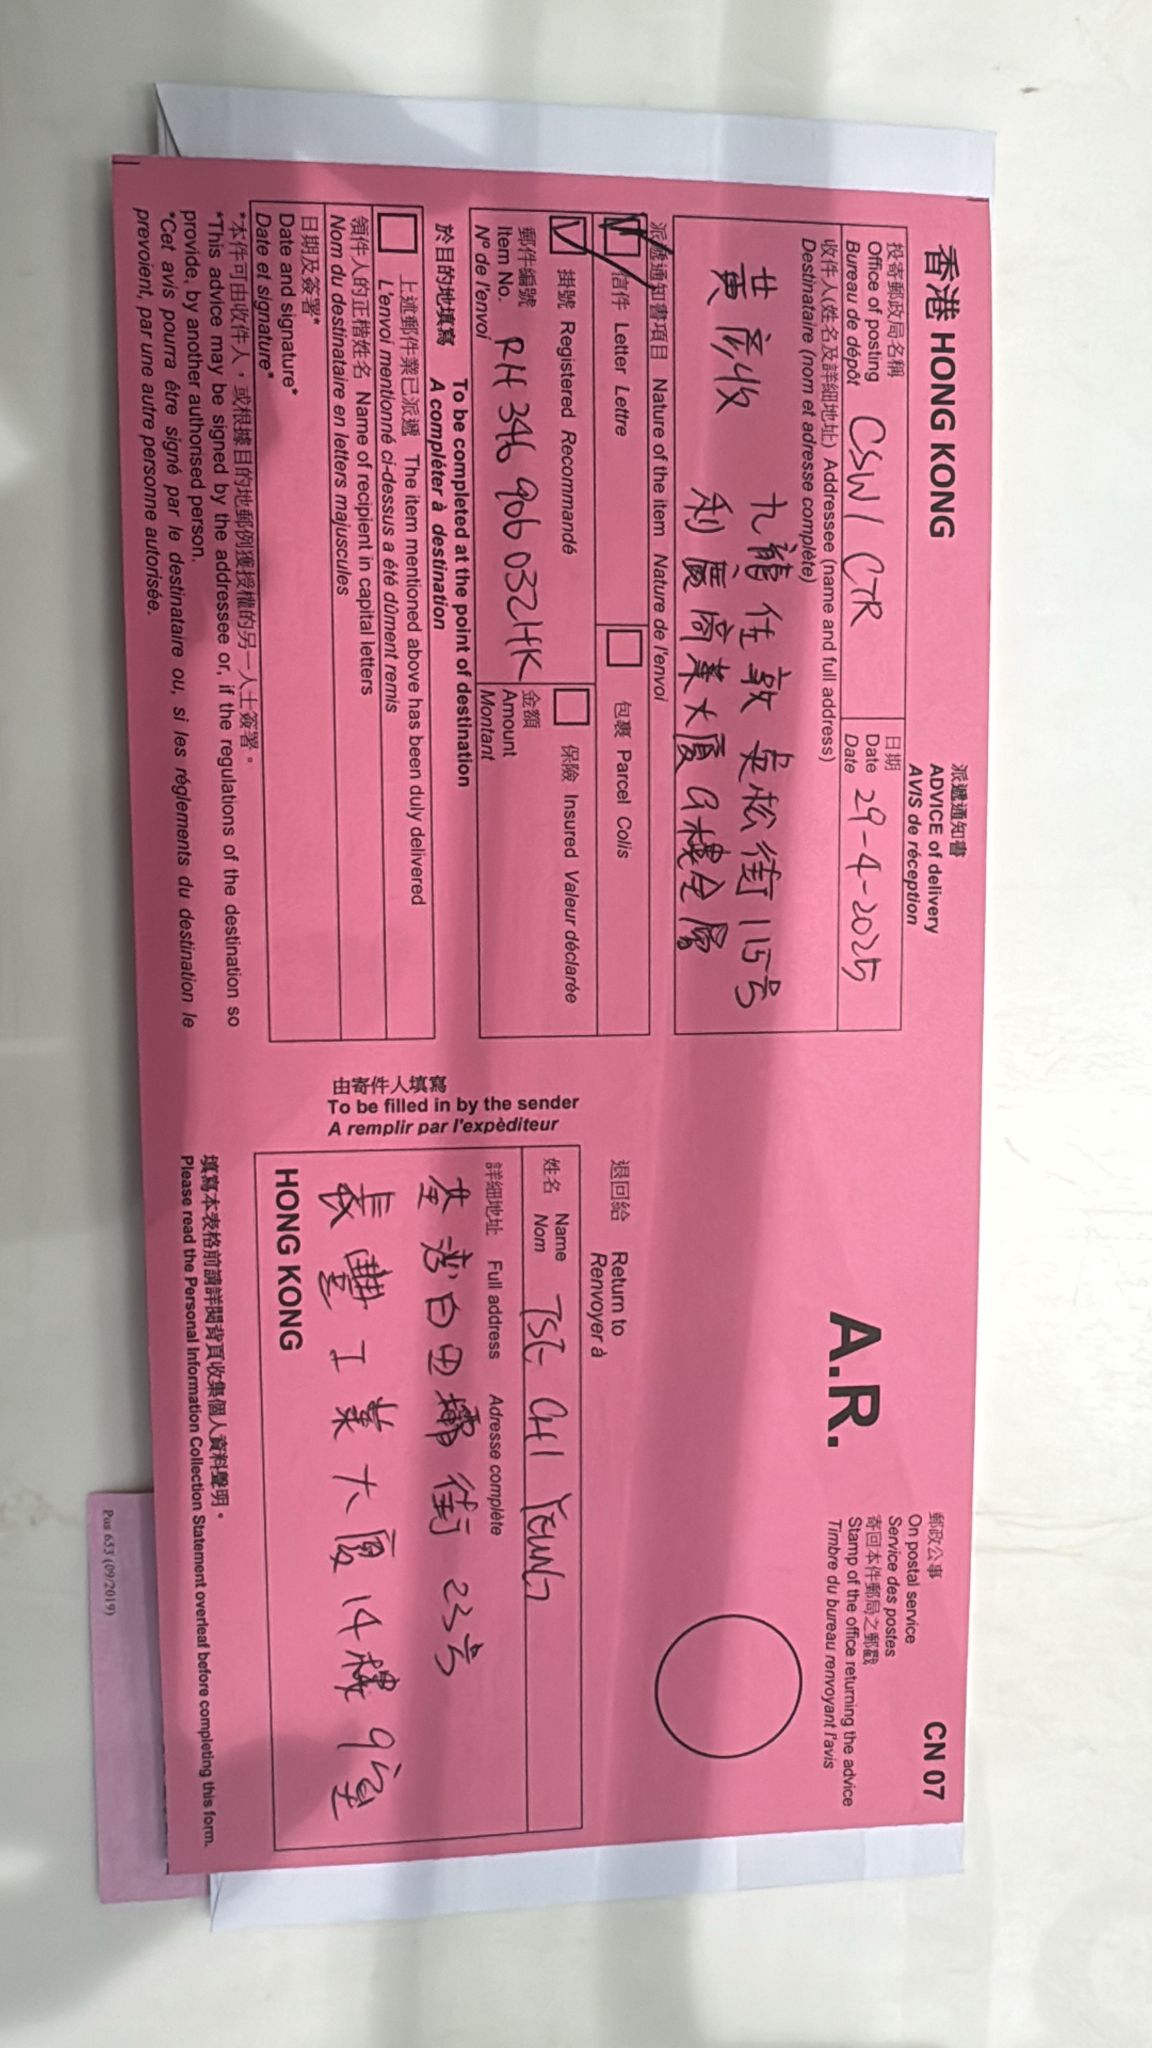 香港 HONG KONG
派遞通知書
ADVICE of delivery
AVIS de réception
CN 07
投寄郵政局名稱
Office of posting
Bureau de dépôt
CSW1 CTR
日期
Date
Date
29-4-2025
收件人(姓名及詳細地址) Addressee (name and full address)
Destinataire (nom et adresse complète)
九龍 敦 松街115号
黃 收
利 商業大廈9樓全層
派遞通知書項目 Nature of the item Nature de l'envoi
信件 Letter Lettre
包裹 Parcel Colis
掛號 Registered Recommandé
保險 Insured Valeur déclarée
郵件編號
Item No.
Nº de l'envoi
RH 346 906 032 HK
金額
Amount
Montant
於目的地填寫 To be completed at the point of destination
A compléter à destination
上述郵件業已派遞 The item mentioned above has been duly delivered
L'envoi mentionné ci-dessus a été dûment remis
領件人的正楷姓名 Name of recipient in capital letters
Nom du destinataire en letters majuscules
日期及簽署*
Date and signature*
Date et signature*
*本件可由收件人，或根據目的地郵例獲授權的另一人士簽署。
*This advice may be signed by the addressee or, if the regulations of the destination so
provide, by another authorised person.
*Cet avis pourra être signé par le destinataire ou, si les réglements du destination le
prevoient, par une autre personne autorisée.
A.R.
郵政公事
On postal service
Service des postes
寄回本件郵局之郵戳
Stamp of the office returning the advice
Timbre du bureau renvoyant l'avis
退回給 Return to
Renvoyer à
由寄件人填寫
To be filled in by the sender
A remplir par l'expèditeur
姓名 Name
Nom
TSE CHI YEUNG
詳細地址 Full address Adresse complète
荃灣白田壩街23号
長豐工業大廈14樓9室
HONG KONG
填寫本表格前請詳閱背頁收集個人資料聲明。
Please read the Personal Information Collection Statement overleaf before completing this form.
Pos 653 (09/2019)